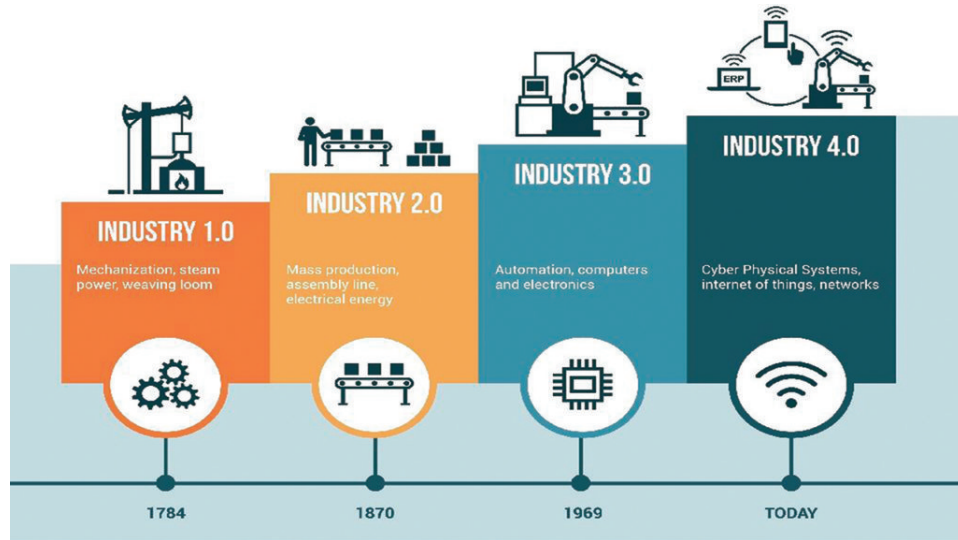 ERP
INDUSTRY 1.0
Mechanization, steam
power, weaving loom
INDUSTRY 2.0
Mass production,
assembly line,
electrical energy
INDUSTRY 3.0
Automation, computers
and electronics
INDUSTRY 4.0
Cyber Physical Systems,
internet of things, networks
1784
1870
1969
TODAY